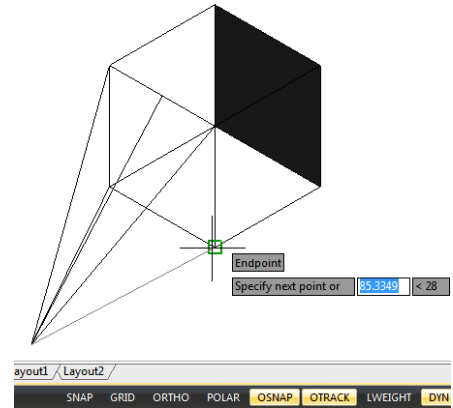 Endpoint
Specify next point or 85.3349 < 28
ayout1 Layout2
SNAP GRID ORTHO POLAR OSNAP OTRACK LWEIGHT DYN